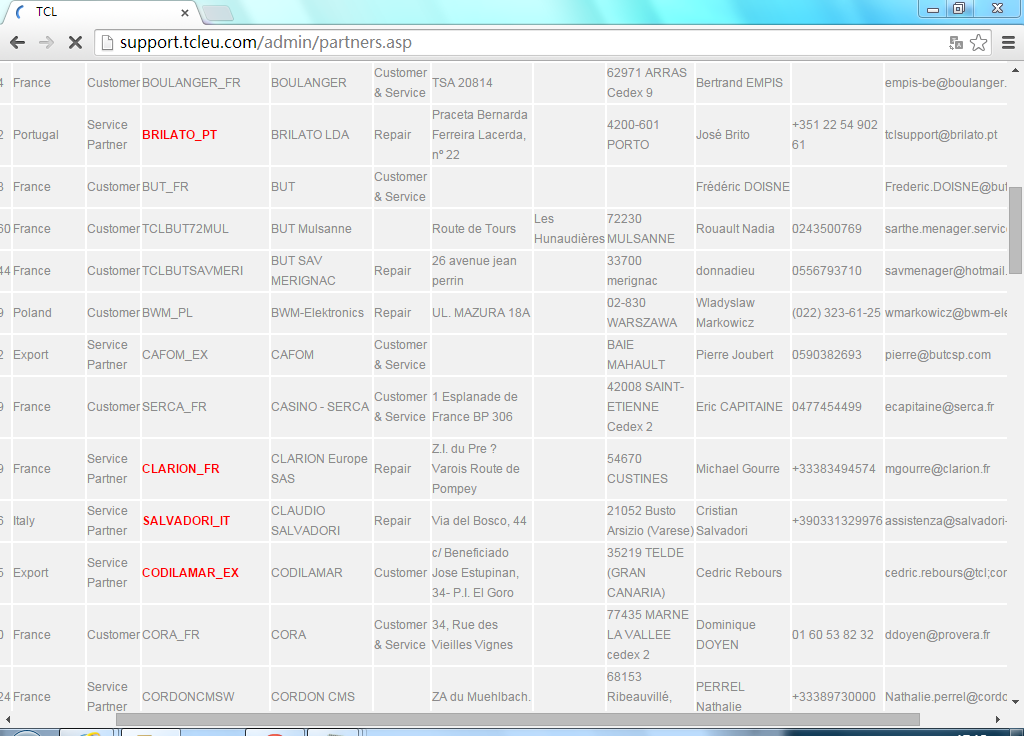 TCL
support.tcleu.com/admin/partners.asp
4 France Customer BOULANGER_FR BOULANGER Customer & Service TSA 20814 62971 ARRAS Cedex 9 Bertrand EMPIS empis-be@boulanger.
2 Portugal Service Partner BRILATO_PT BRILATO LDA Repair Praceta Bernarda Ferreira Lacerda, nº 22 4200-601 PORTO José Brito +351 22 54 902 61 tclsupport@brilato.pt
3 France Customer BUT_FR BUT Customer & Service Frédéric DOISNE Frederic.DOISNE@but
60 France Customer TCLBUT72MUL BUT Mulsanne Route de Tours Les Hunaudières 72230 MULSANNE Rouault Nadia 0243500769 sarthe.menager.servic
44 France Customer TCLBUTSAVMERI BUT SAV MERIGNAC Repair 26 avenue jean perrin 33700 merignac donnadieu 0556793710 savmenager@hotmail.
9 Poland Customer BWM_PL BWM-Elektronics Repair UL. MAZURA 18A 02-830 WARSZAWA Wladyslaw Markowicz (022) 323-61-25 wmarkowicz@bwm-ele
2 Export Service Partner CAFOM_EX CAFOM Customer & Service BAIE MAHAULT Pierre Joubert 0590382693 pierre@butcsp.com
9 France Customer SERCA_FR CASINO - SERCA Customer & Service 1 Esplanade de France BP 306 42008 SAINT-ETIENNE Cedex 2 Eric CAPITAINE 0477454499 ecapitaine@serca.fr
9 France Service Partner CLARION_FR CLARION Europe SAS Repair Z.I. du Pre ? Varois Route de Pompey 54670 CUSTINES Michael Gourre +33383494574 mgourre@clarion.fr
6 Italy Service Partner SALVADORI_IT CLAUDIO SALVADORI Repair Via del Bosco, 44 21052 Busto Arsizio (Varese) Cristian Salvadori +390331329976 assistenza@salvadori-
5 Export Service Partner CODILAMAR_EX CODILAMAR Customer c/ Beneficiado Jose Estupinan, 34- P.I. El Goro 35219 TELDE (GRAN CANARIA) Cedric Rebours cedric.rebours@tcl;cor
0 France Customer CORA_FR CORA Customer & Service 34, Rue des Vieilles Vignes 77435 MARNE LA VALLEE cedex 2 Dominique DOYEN 01 60 53 82 32 ddoyen@provera.fr
24 France Service Partner CORDONCMSW CORDON CMS ZA du Muehlbach. 68153 Ribeauvillé, PERREL Nathalie +33389730000 Nathalie.perrel@cordo